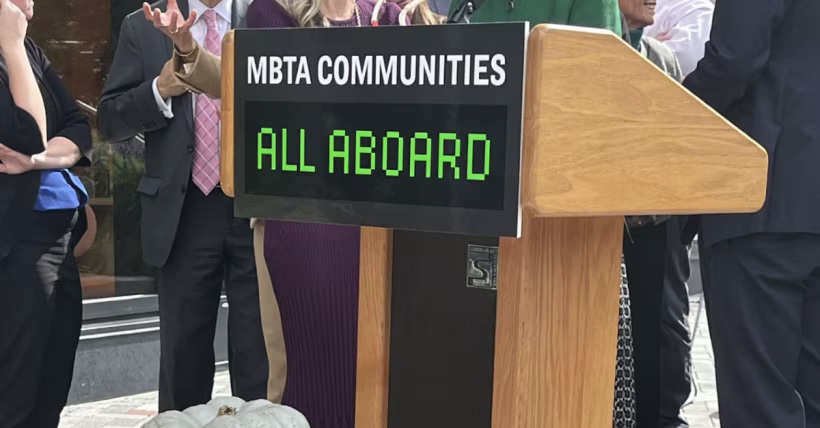 MBTA COMMUNITIES
ALL ABOARD